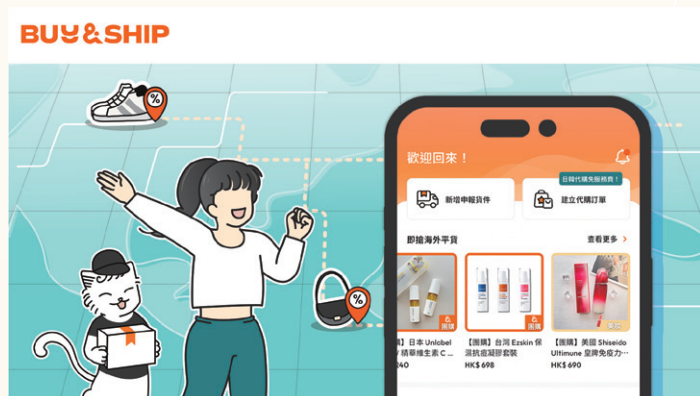 BUY&SHIP
%
%
歡迎回來！
日韓代購免服務費！
新增申報貨件
建立代購訂單
即搶海外平貨
查看更多 >
團購
團購
美妝
購】日本 Unlabel
/ 精華維生素 C ...
240
【團購】台灣 Ezskin 保
濕抗痘凝膠套裝
HK$ 698
【團購】美國 Shiseido
Ultimune 皇牌免疫力...
HK$ 690